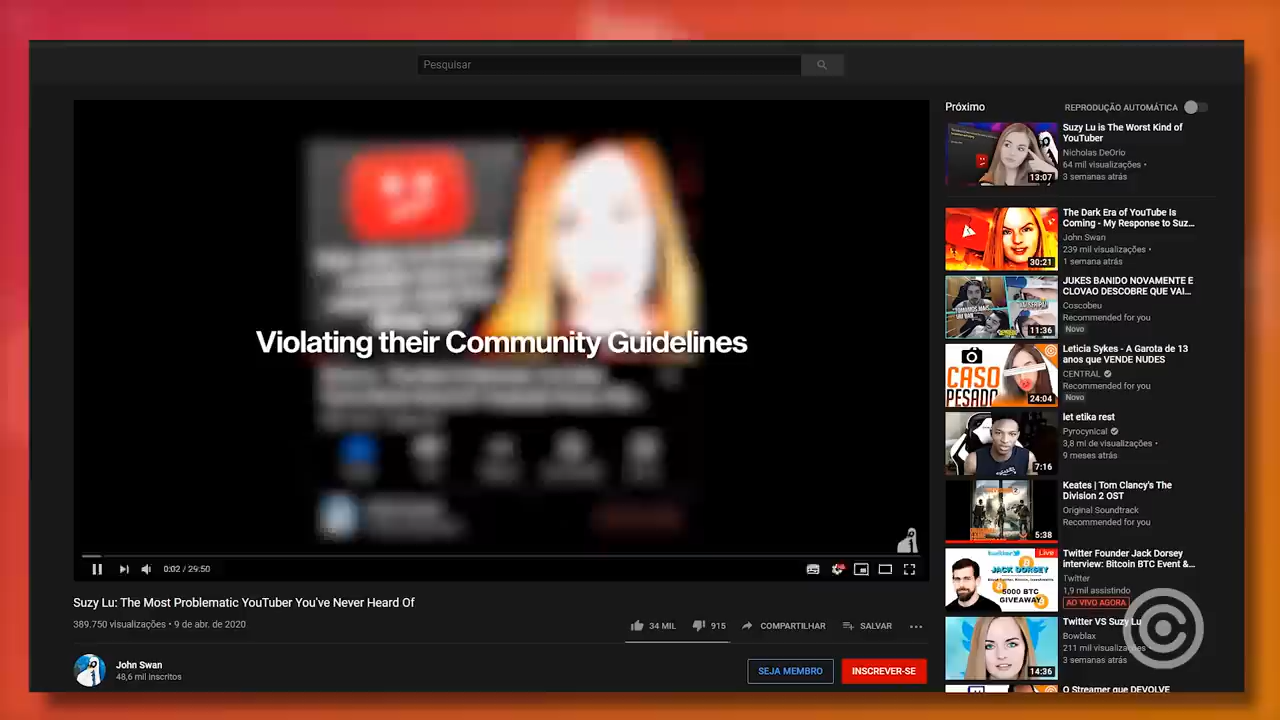 Pesquisar
Violating their Community Guidelines
0:02 / 29:50
Suzy Lu: The Most Problematic YouTuber You've Never Heard Of
389.750 visualizações • 9 de abr. de 2020
34 MIL
915
COMPARTILHAR
SALVAR
John Swan
48,6 mil inscritos
SEJA MEMBRO
INSCREVER-SE
Próximo
REPRODUÇÃO AUTOMÁTICA
13:07
Suzy Lu is The Worst Kind of
YouTuber
Nicholas DeOrio
64 mil visualizações •
3 semanas atrás
30:21
The Dark Era of YouTube Is
Coming - My Response to Suz...
John Swan
239 mil visualizações •
1 semana atrás
11:36
JUKES BANIDO NOVAMENTE E
CLOVAO DESCOBRE QUE VAI...
Coscobeu
Recommended for you
Novo
CASO
PESADO
24:04
Leticia Sykes - A Garota de 13
anos que VENDE NUDES
CENTRAL
Recommended for you
Novo
7:16
let etika rest
Pyrocynical
3,8 mi de visualizações •
9 meses atrás
5:38
Keates | Tom Clancy's The
Division 2 OST
Original Soundtrack
Recommended for you
twitter
Live
JACK DORSEY
5000 BTC
GIVEAWAY
Twitter Founder Jack Dorsey
interview: Bitcoin BTC Event &...
Twitter
1,9 mil assistindo
AO VIVO AGORA
14:36
Twitter VS Suzy Lu
Bowblax
211 mil visualizações
3 semanas atrás
O Streamer que DEVOLVE